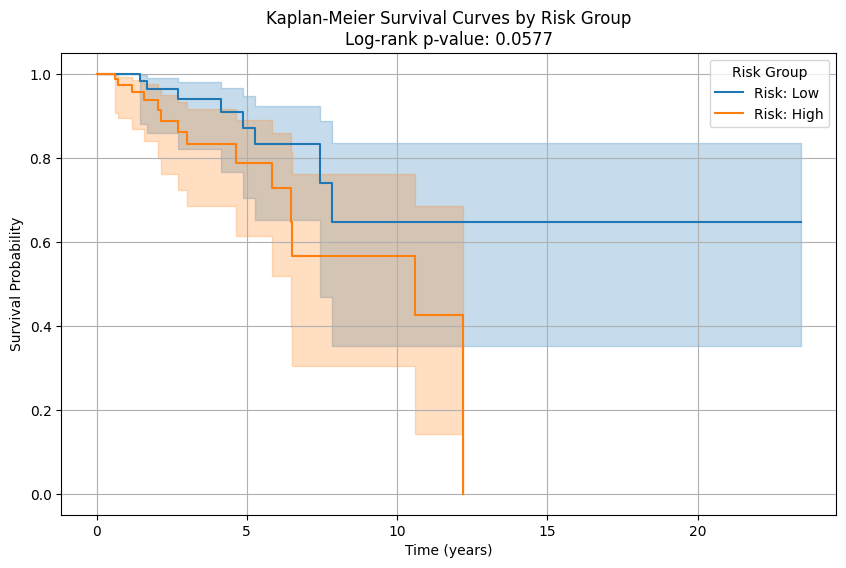 Kaplan-Meier Survival Curves by Risk Group
Log-rank p-value: 0.0577
Risk Group
Risk: Low
Risk: High
1.0
0.8
0.6
0.4
0.2
0.0
Survival Probability
0 5 10 15 20
Time (years)